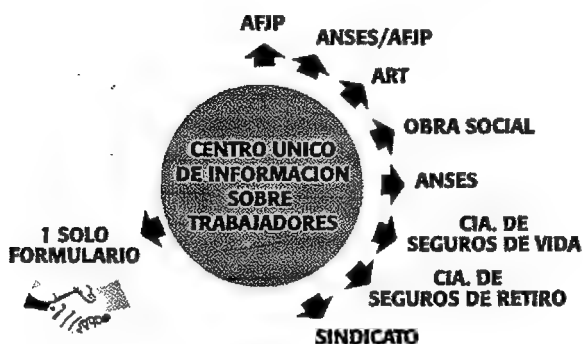 AFJP
ANSES/AFJP
ART
OBRA SOCIAL
ANSES
CIA. DE
SEGUROS DE VIDA
CIA. DE
SEGUROS DE RETIRO
SINDICATO
CENTRO UNICO
DE INFORMACION
SOBRE
TRABAJADORES
1 SOLO
FORMULARIO